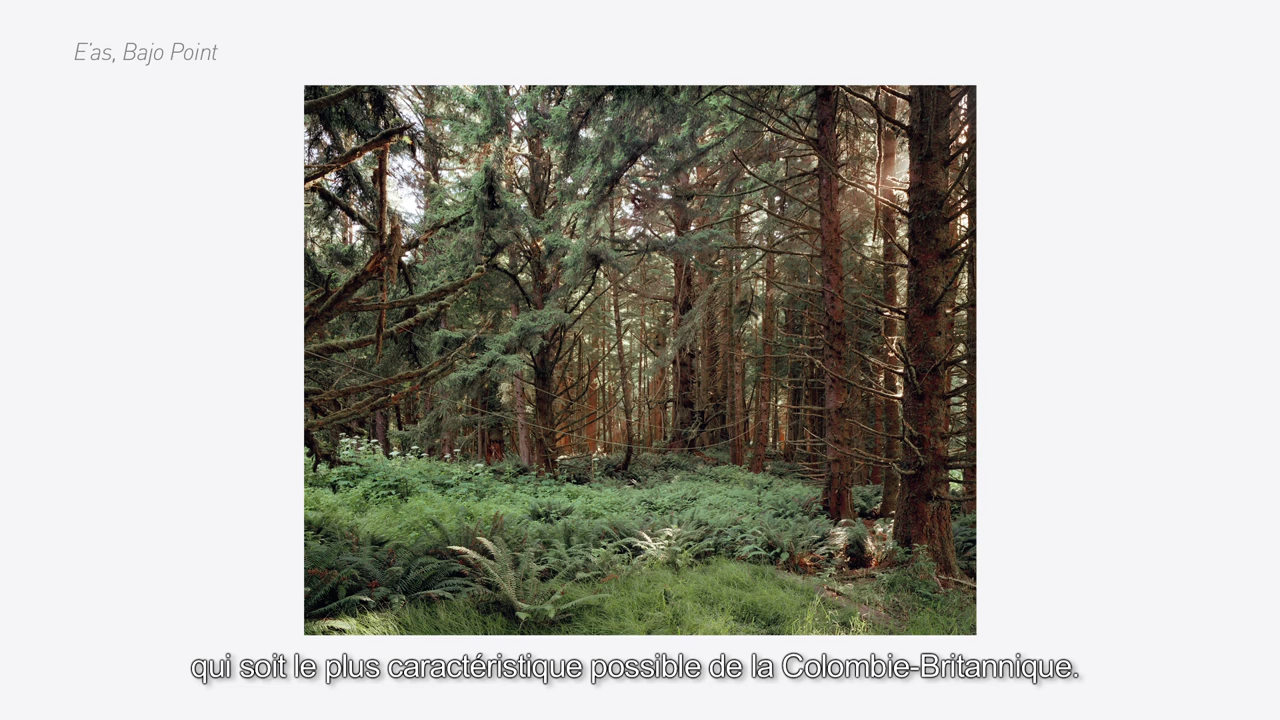 E'as, Bajo Point
qui soit le plus caractéristique possible de la Colombie-Britannique.